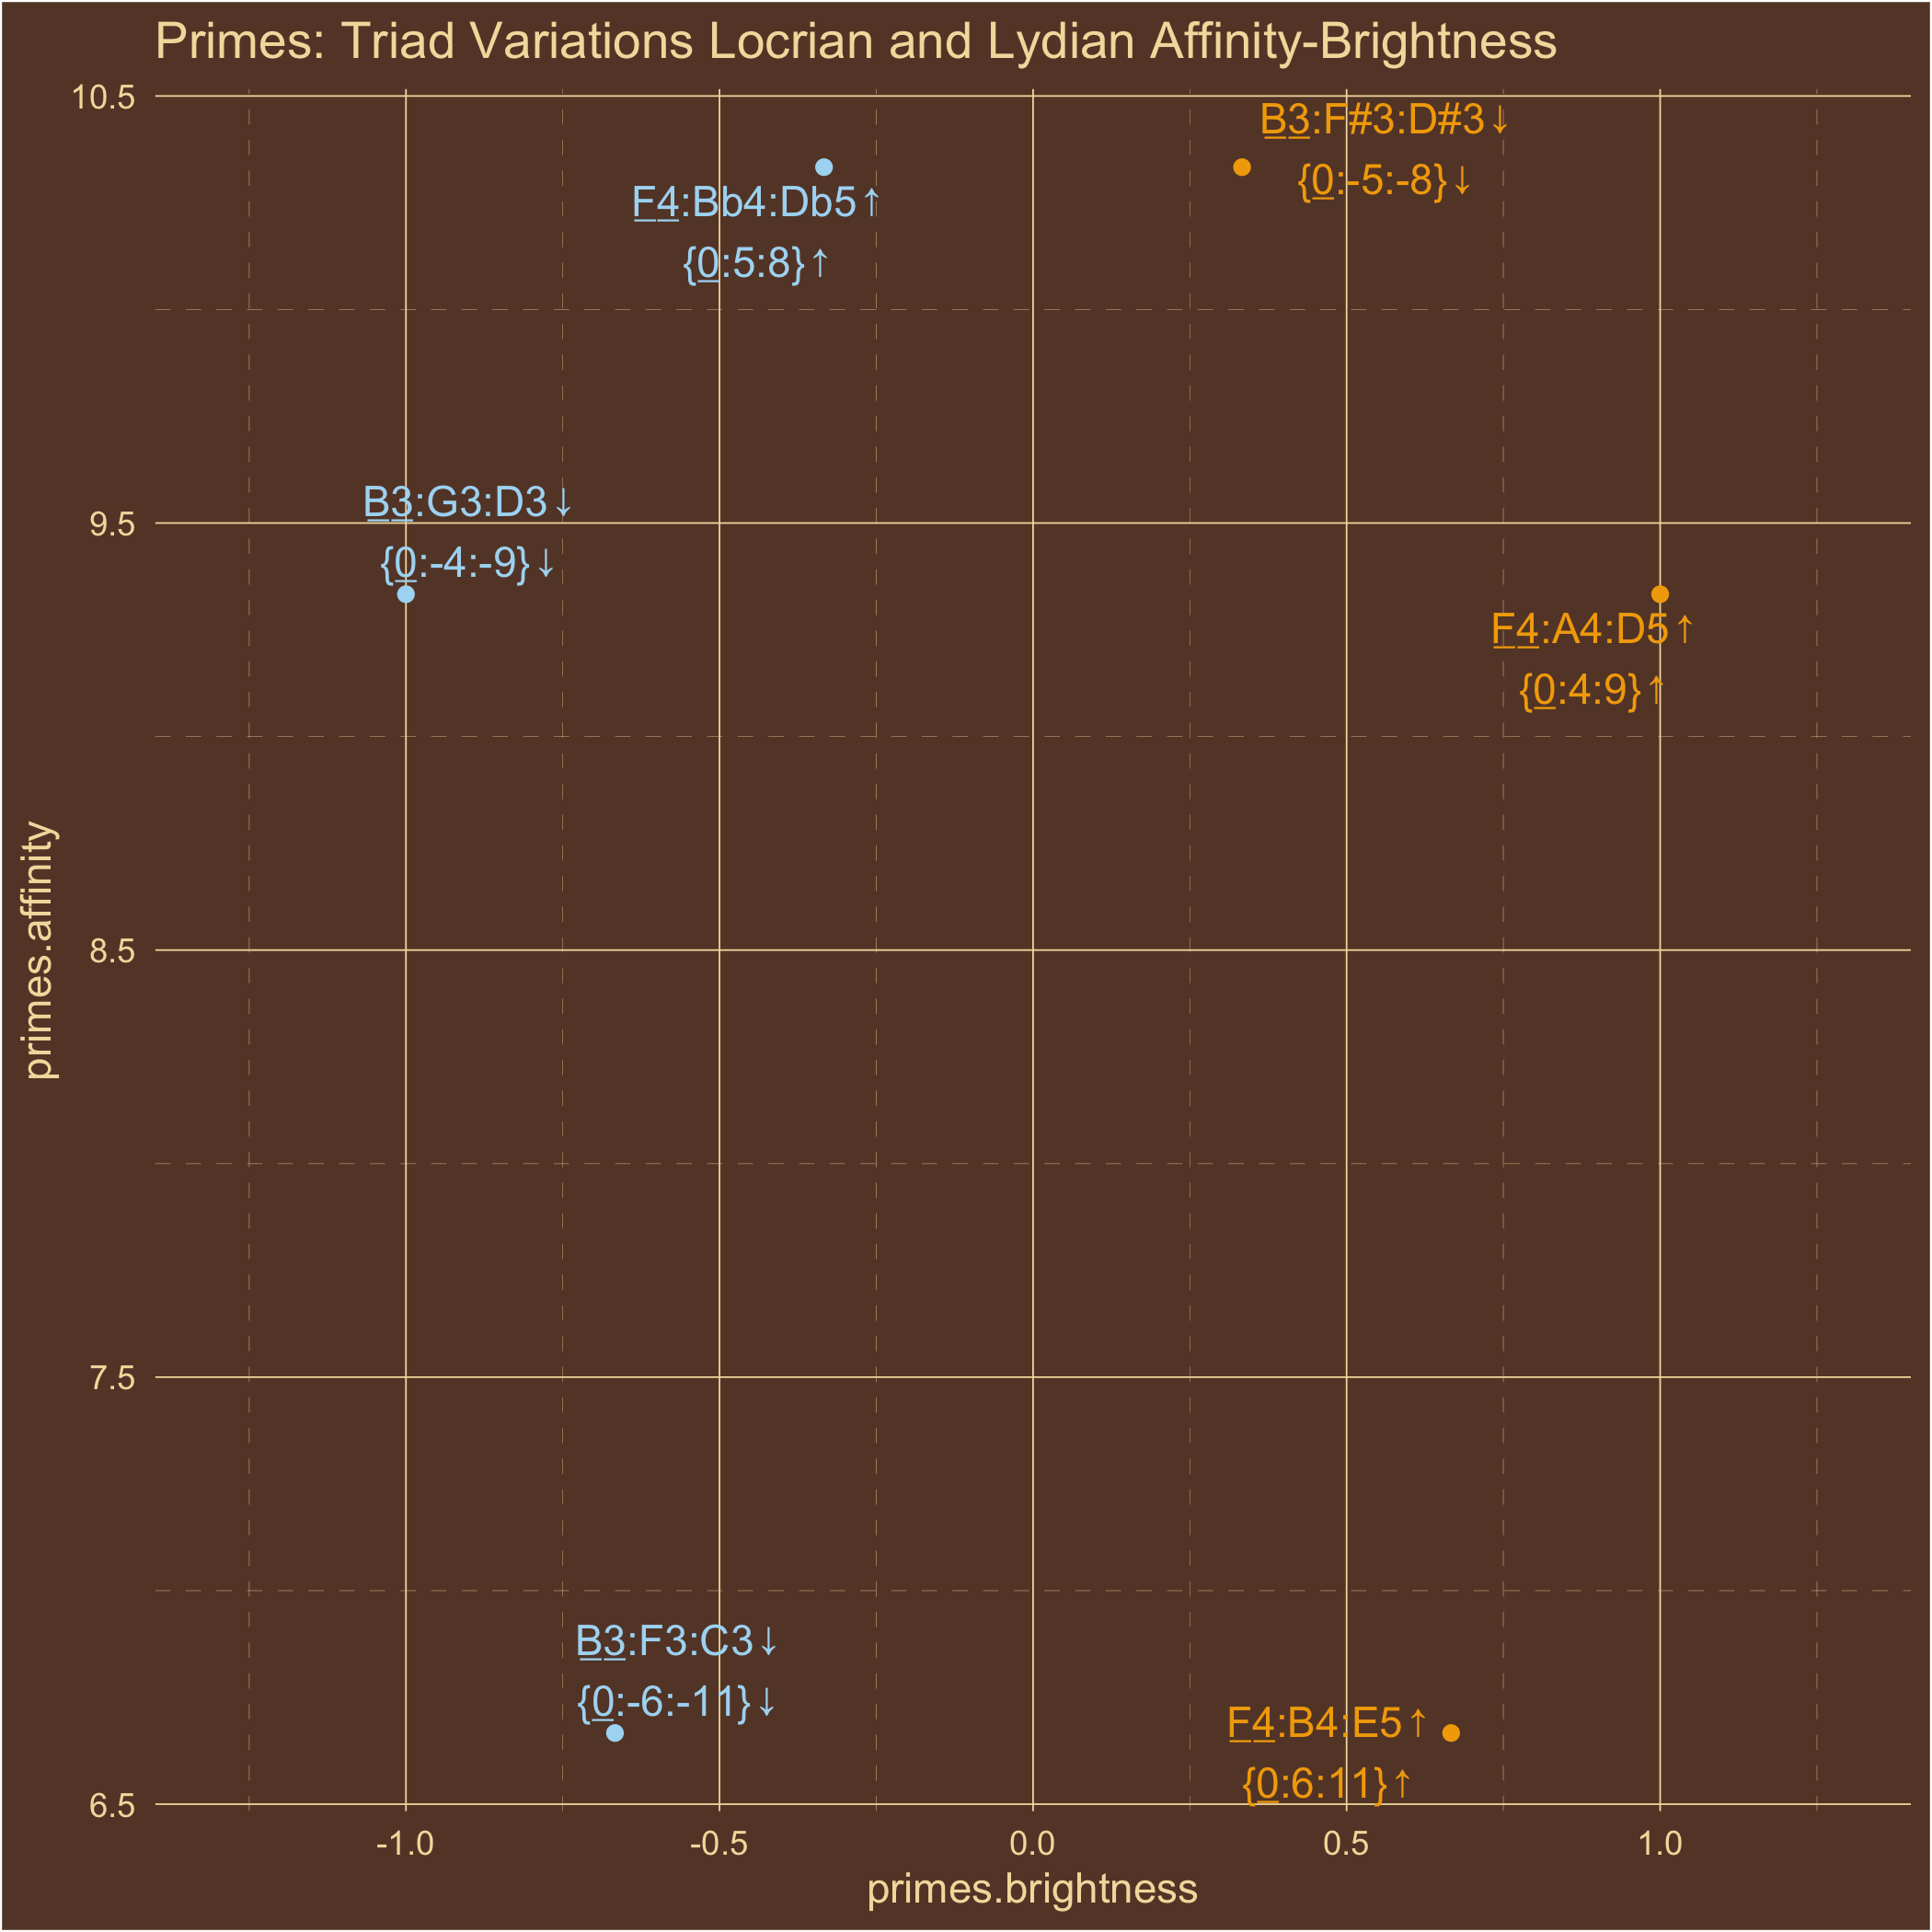 Primes: Triad Variations Locrian and Lydian Affinity-Brightness
10.5
B3:F#3:D#3↓
{0:-5:-8}↓
F4:Bb4:Db5↑
{0:5:8}↑
B3:G3:D3↓
9.5
{0:-4:-9}↓
F4:A4:D5↑
{0:4:9}↑
primes.affinity
8.5
7.5
B3:F3:C3↓
{0:-6:-11}↓
F4:B4:E5↑
{0:6:11}↑
6.5
-1.0 -0.5 0.0 0.5 1.0
primes.brightness